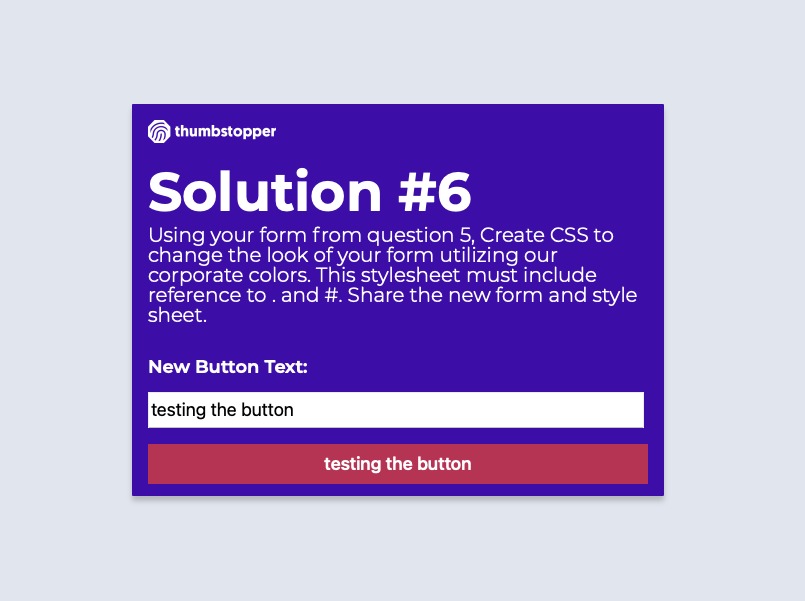 thumbstopper
Solution #6
Using your form from question 5, Create CSS to
change the look of your form utilizing our
corporate colors. This stylesheet must include
reference to . and #. Share the new form and style
sheet.
New Button Text:
testing the button
testing the button